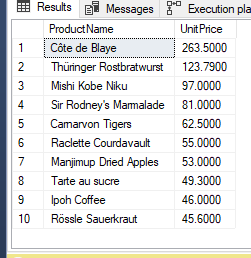 Results Messages Execution pla
ProductName UnitPrice
1 Côte de Blaye 263.5000
2 Thüringer Rostbratwurst 123.7900
3 Mishi Kobe Niku 97.0000
4 Sir Rodney's Marmalade 81.0000
5 Carnarvon Tigers 62.5000
6 Raclette Courdavault 55.0000
7 Manjimup Dried Apples 53.0000
8 Tarte au sucre 49.3000
9 Ipoh Coffee 46.0000
10 Rössle Sauerkraut 45.6000